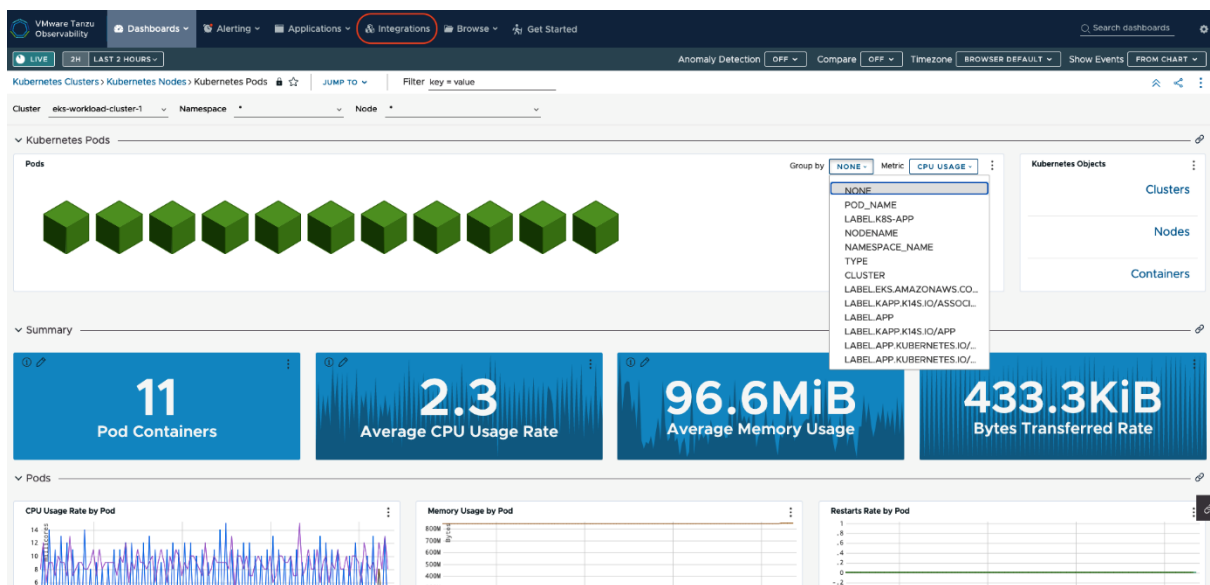 VMware Tanzu Observability Dashboards Alerting Applications Integrations Browse Get Started Search dashboards
LIVE 2H LAST 2 HOURS Anomaly Detection OFF Compare OFF Timezone BROWSER DEFAULT Show Events FROM CHART
Kubernetes Clusters > Kubernetes Nodes > Kubernetes Pods JUMP TO Filter key = value
Cluster eks-workload-cluster-1 Namespace * Node *
Kubernetes Pods
Pods Group by NONE Metric CPU USAGE
NONE
POD_NAME
LABEL.K8S-APP
NODENAME
NAMESPACE_NAME
TYPE
CLUSTER
LABEL.EKS.AMAZONAWS.CO...
LABEL.KAPP.K14S.IO/ASSOCI...
LABEL.APP
LABEL.KAPP.K14S.IO/APP
LABEL.APP.KUBERNETES.IO/...
LABEL.APP.KUBERNETES.IO/...
Kubernetes Objects
Clusters
Nodes
Containers
Summary
11
Pod Containers
2.3
Average CPU Usage Rate
96.6MiB
Average Memory Usage
433.3KiB
Bytes Transferred Rate
Pods
CPU Usage Rate by Pod
14
12
10
8
6
Millicores
Memory Usage by Pod
800M
700M
600M
500M
400M
Bytes
Restarts Rate by Pod
1
.8
.6
.4
.2
0
-.2